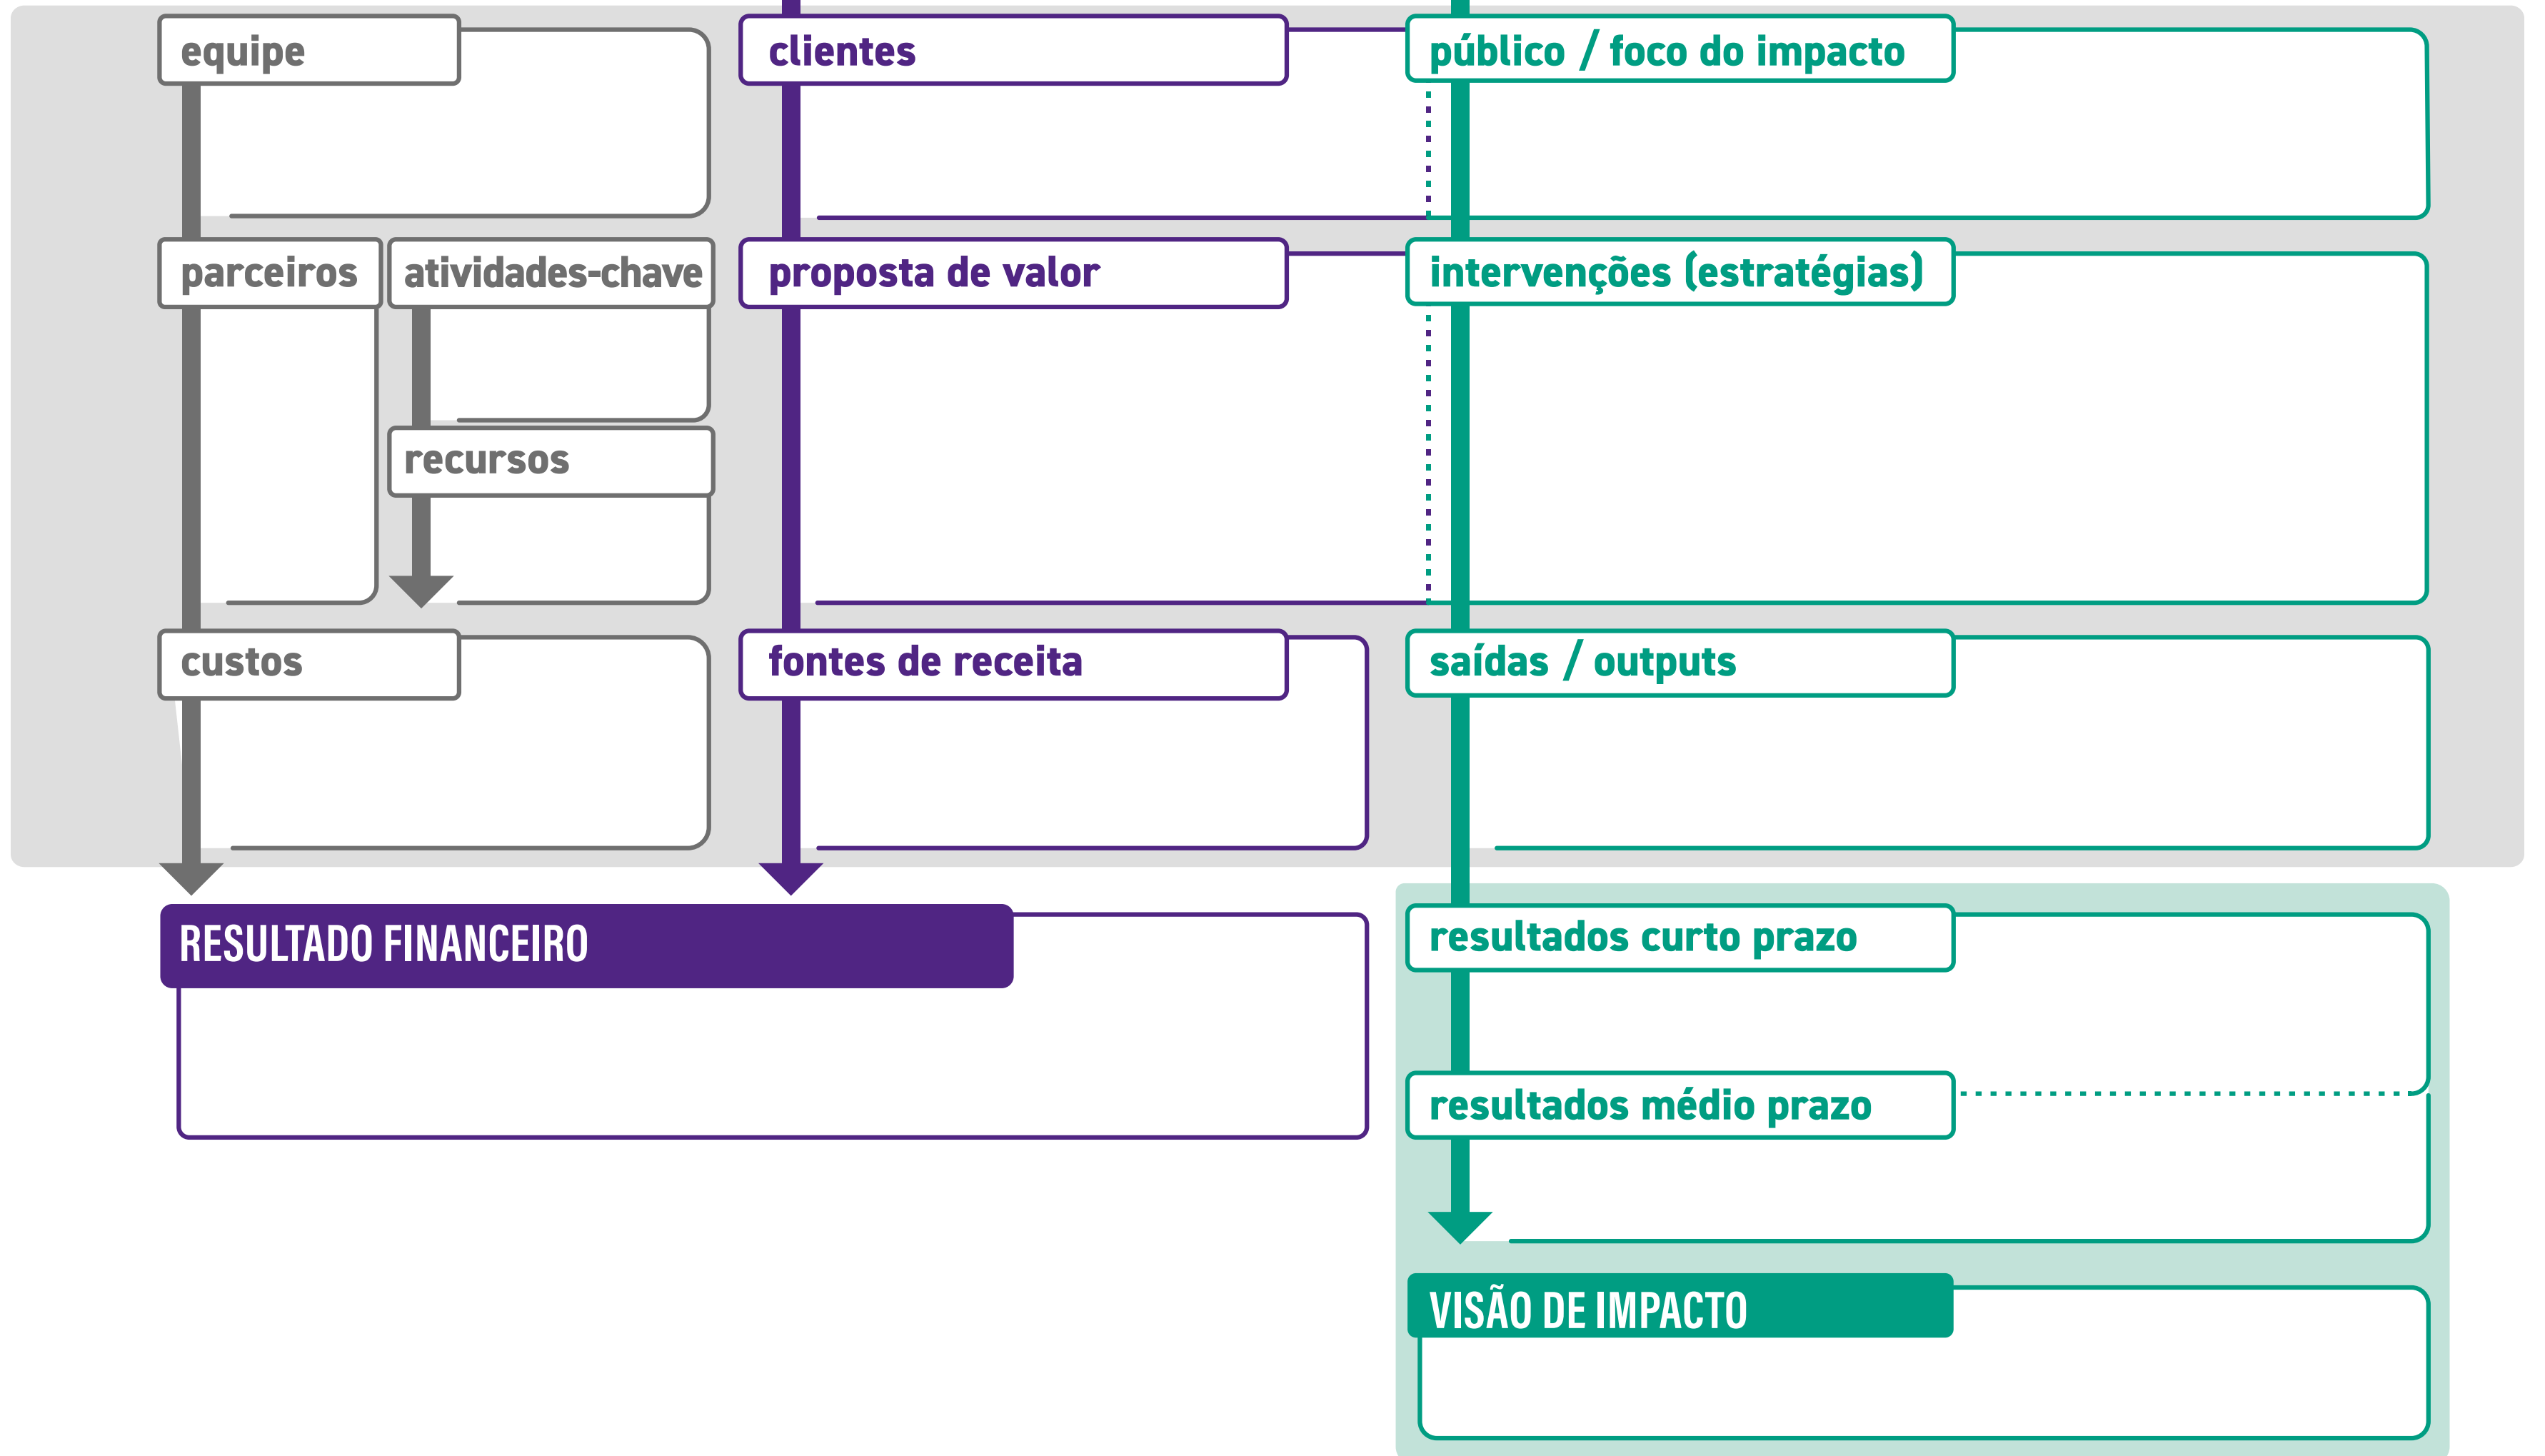 equipe
clientes
público / foco do impacto
parceiros
atividades-chave
proposta de valor
intervenções (estratégias)
recursos
custos
fontes de receita
saídas / outputs
RESULTADO FINANCEIRO
resultados curto prazo
resultados médio prazo
VISÃO DE IMPACTO